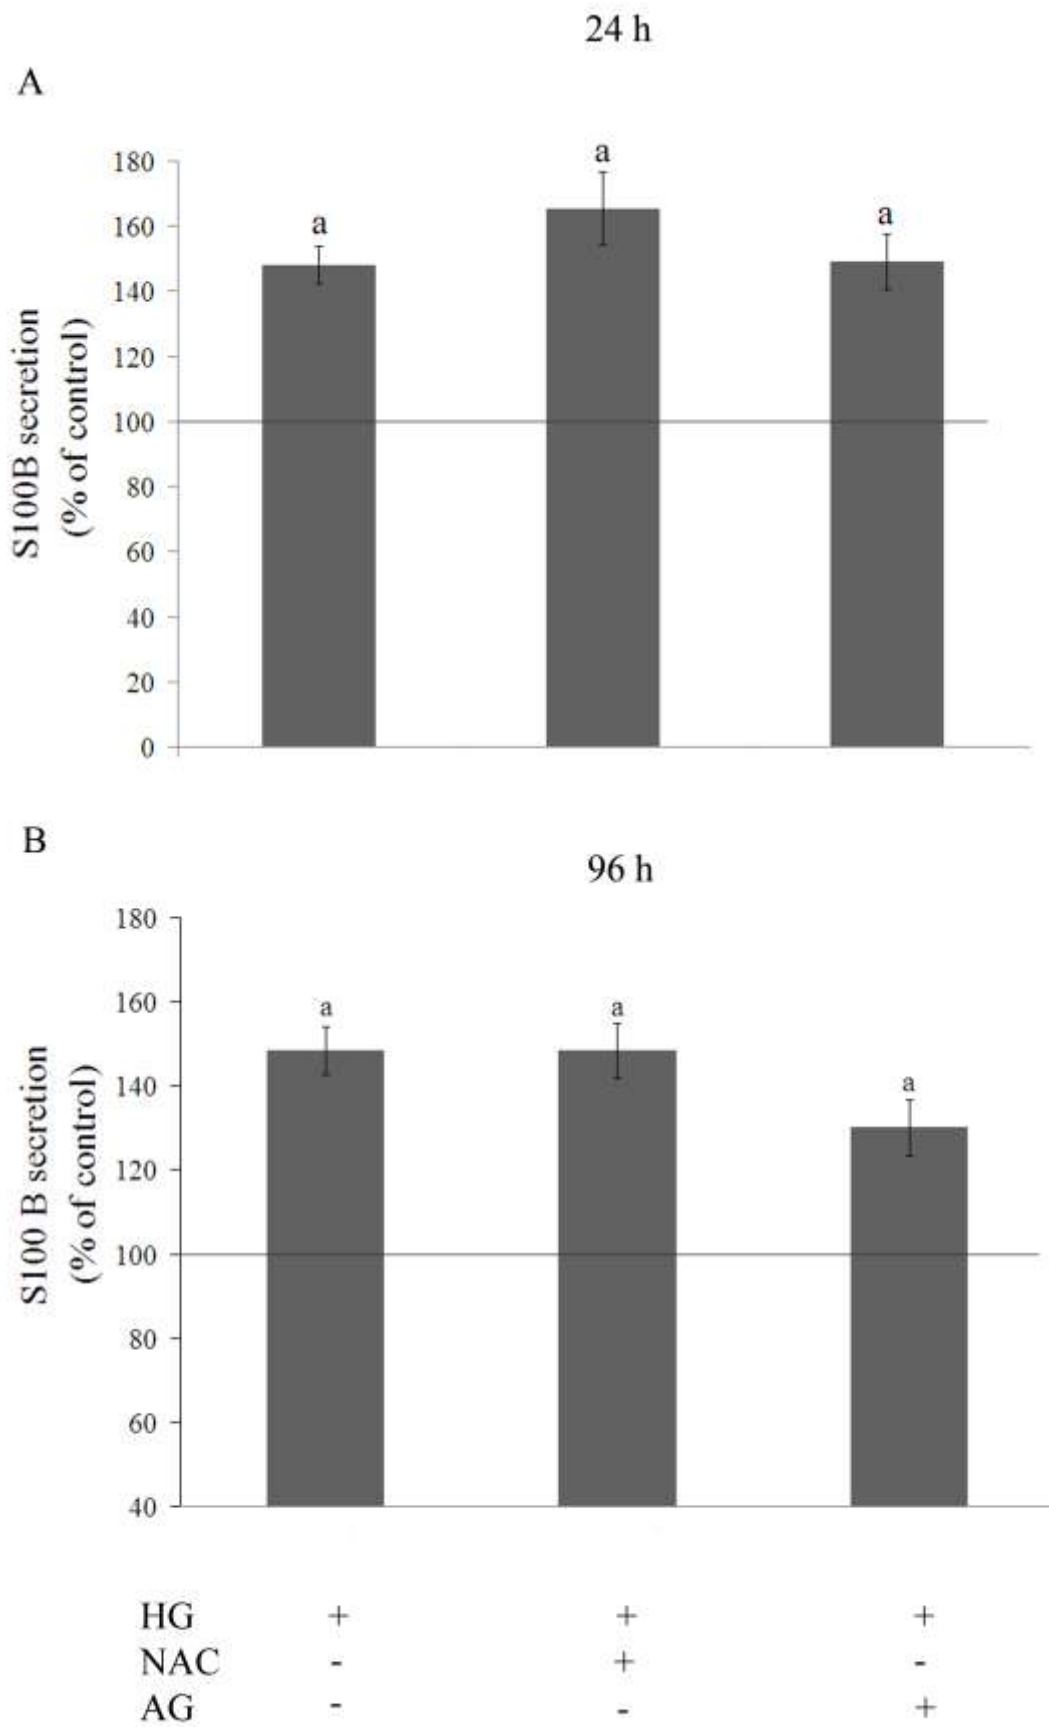 24 h
A
180
160
140
120
100
80
60
40
20
0
a
a
a
S100B secretion
(% of control)
B
96 h
180
160
140
120
100
80
60
40
a
a
a
S100 B secretion
(% of control)
HG + + +
NAC - + -
AG - - +